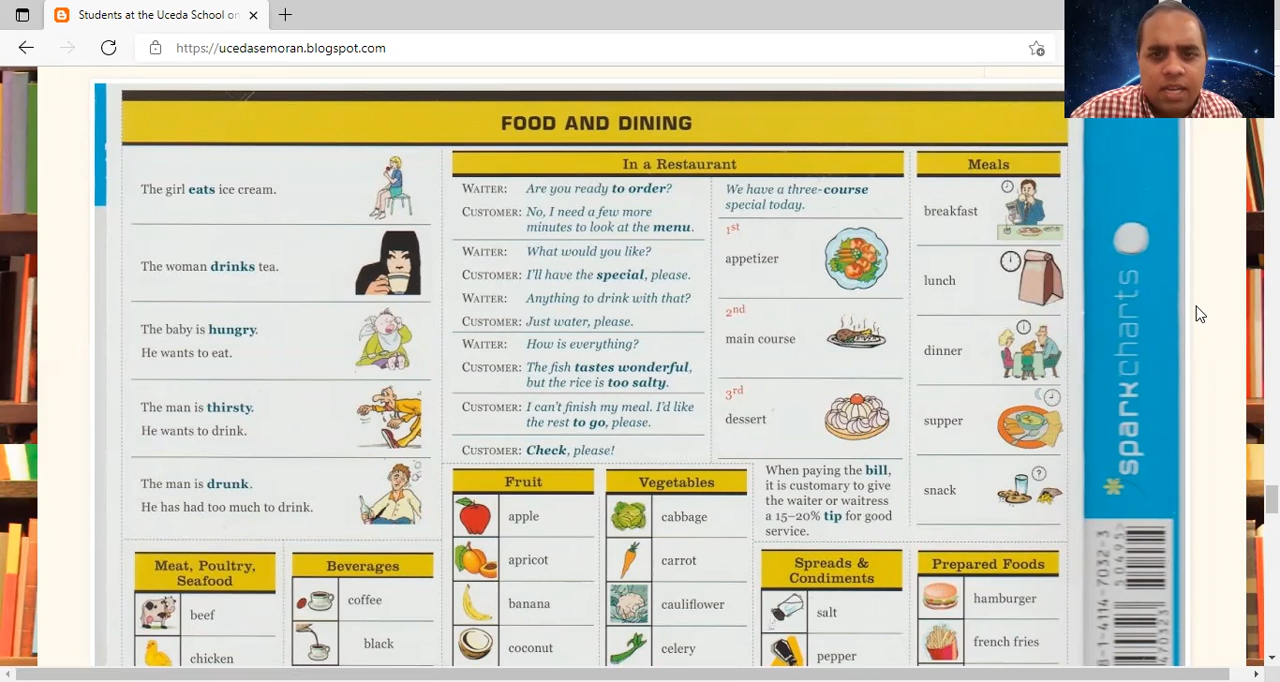 Students at the Uceda School on
https://ucedasemoran.blogspot.com
FOOD AND DINING
The girl eats ice cream.
The woman drinks tea.
The baby is hungry.
He wants to eat.
The man is thirsty.
He wants to drink.
The man is drunk.
He has had too much to drink.
In a Restaurant
WAITER: Are you ready to order?
CUSTOMER: No, I need a few more
minutes to look at the menu.
WAITER: What would you like?
CUSTOMER: I'll have the special, please.
WAITER: Anything to drink with that?
CUSTOMER: Just water, please.
WAITER: How is everything?
CUSTOMER: The fish tastes wonderful,
but the rice is too salty.
CUSTOMER: I can't finish my meal. I'd like
the rest to go, please.
CUSTOMER: Check, please!
We have a three-course
special today.
1st
appetizer
2nd
main course
3rd
dessert
When paying the bill,
it is customary to give
the waiter or waitress
a 15–20% tip for good
service.
Meals
breakfast
lunch
dinner
supper
snack
Meat, Poultry,
Seafood
beef
chicken
Beverages
coffee
black
Fruit
apple
apricot
banana
coconut
Vegetables
cabbage
carrot
cauliflower
celery
Spreads &
Condiments
salt
pepper
Prepared Foods
hamburger
french fries
sparkcharts
50495